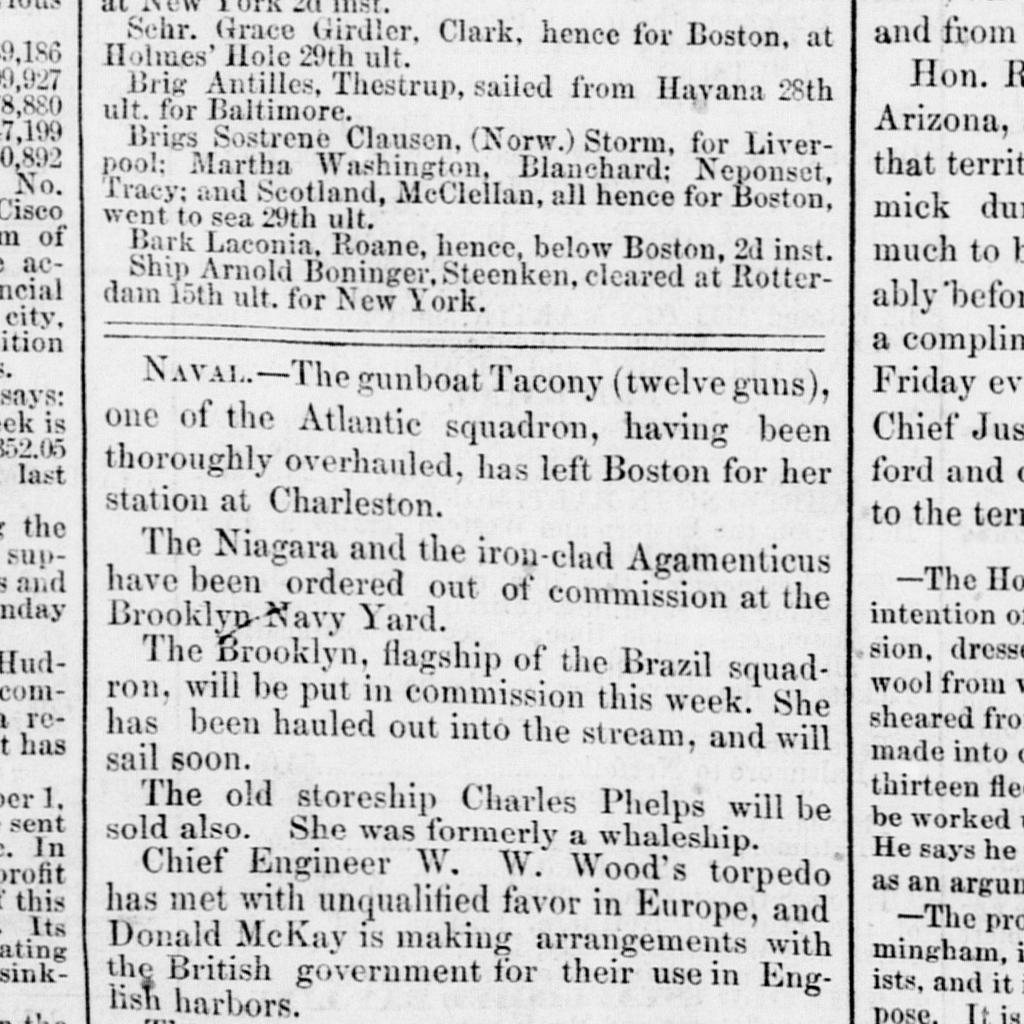 9,186
9,927
8,880
7,199
0,892
No.
Cisco
m of
e ac-
ncial
city,
ition
s.
says:
ek is
352.05
last
g the
sup-
s and
nday
Hud-
com-
a re-
t has
ber 1,
sent
c. In
profit
f this
. Its
ating
sink-
at New York 2d inst.
Schr. Grace Girdler, Clark, hence for Boston, at
Holmes' Hole 29th ult.
Brig Antilles, Thestrup, sailed from Havana 28th
ult. for Baltimore.
Brigs Sostrene Clausen, (Norw.) Storm, for Liver-
pool; Martha Washington, Blanchard; Neponset,
Tracy; and Scotland, McClellan, all hence for Boston,
went to sea 29th ult.
Bark Laconia, Roane, hence, below Boston, 2d inst.
Ship Arnold Boninger, Steenken, cleared at Rotter-
dam 15th ult. for New York.
NAVAL.—The gunboat Tacony (twelve guns),
one of the Atlantic squadron, having been
thoroughly overhauled, has left Boston for her
station at Charleston.
The Niagara and the iron-clad Agamenticus
have been ordered out of commission at the
Brooklyn Navy Yard.
The Brooklyn, flagship of the Brazil squad-
ron, will be put in commission this week. She
has been hauled out into the stream, and will
sail soon.
The old storeship Charles Phelps will be
sold also. She was formerly a whaleship.
Chief Engineer W. W. Wood's torpedo
has met with unqualified favor in Europe, and
Donald McKay is making arrangements with
the British government for their use in Eng-
lish harbors.
and from
Hon. R
Arizona,
that territ
mick du
much to b
ably befor
a complim
Friday ev
Chief Jus
ford and
to the terr
—The Ho
intention of
sion, dresse
wool from
sheared fro
made into
thirteen flee
be worked
He says he
as an argun
—The pro
mingham, i
ists, and it
pose. It is